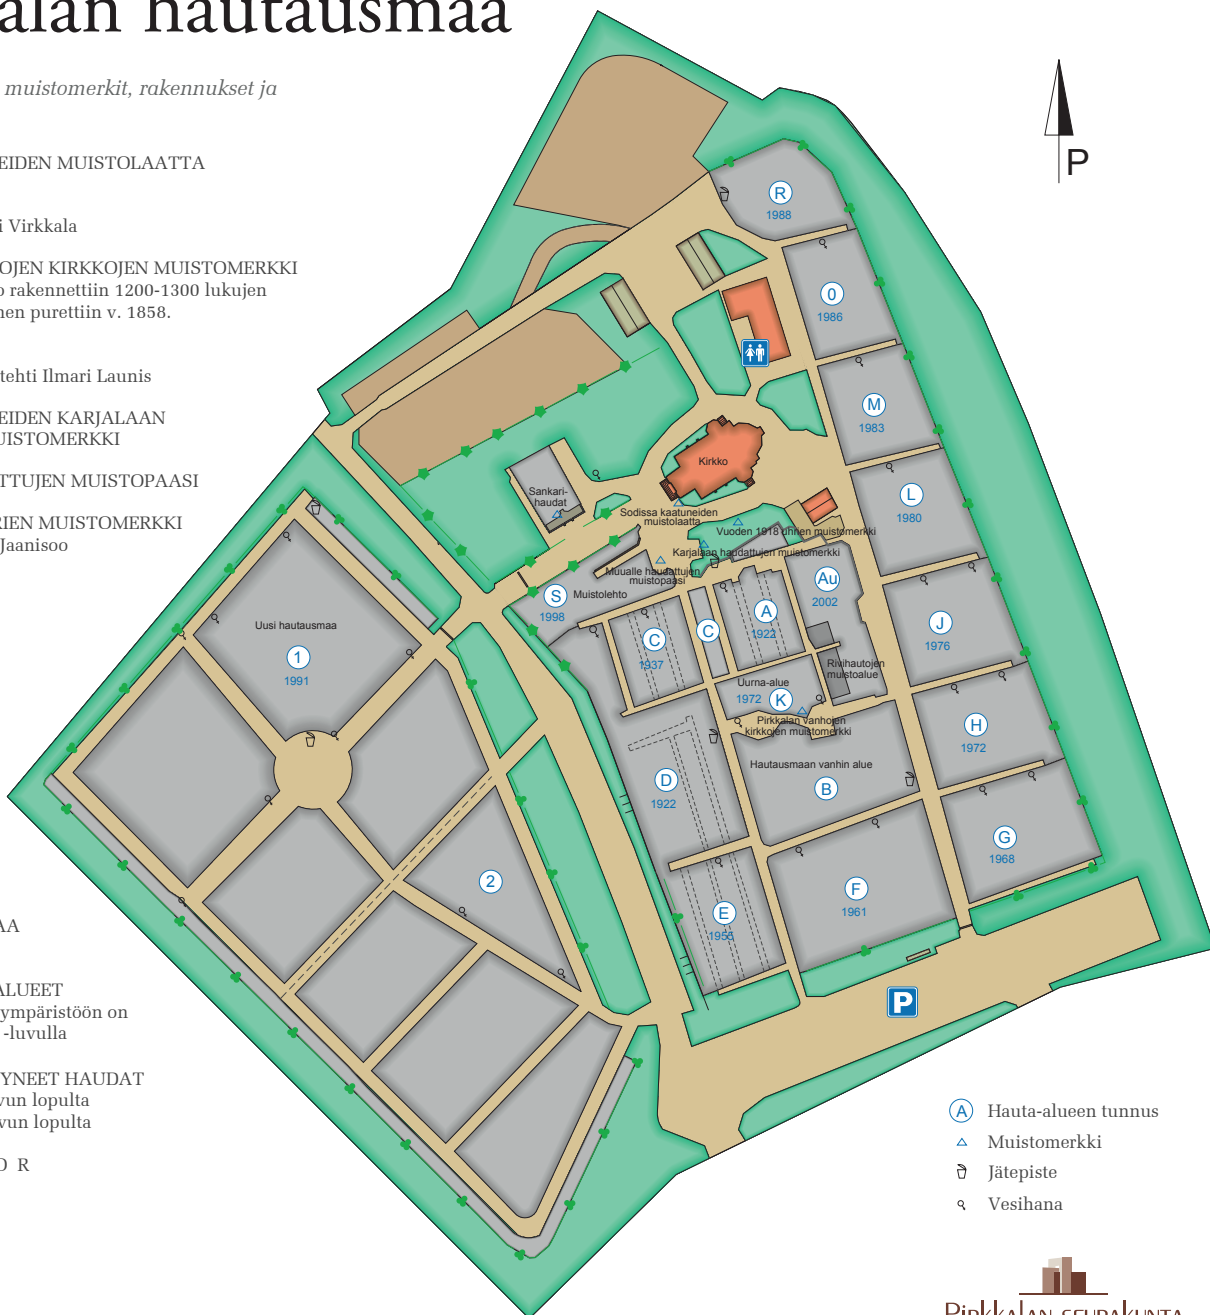 alan hautausmaa
muistomerkit, rakennukset ja
EIDEN MUISTOLAATTA
i Virkkala
OJEN KIRKKOJEN MUISTOMERKKI
o rakennettiin 1200-1300 lukujen
nen purettiin v. 1858.
tehti Ilmari Launis
EIDEN KARJALAAN
UISTOMERKKI
TTUJEN MUISTOPAASI
RIEN MUISTOMERKKI
Jaanisoo
AA
ALUEET
ympäristöön on
-luvulla
YNEET HAUDAT
vun lopulta
vun lopulta
O R
P
R
1988
0
1986
M
1983
Kirkko
L
1980
Sankari-
haudat
Sodissa kaatuneiden
muistolaatta
Vuoden 1918 uhrien muistomerkki
Karjalaan haudattujen muistomerkki
Muualle haudattujen
muistopaasi
Au
2002
S
1998
Muistolehto
A
1922
J
1976
Uusi hautausmaa
C
1937
C
1
1991
Rivihautojen
muistoalue
Uurna-alue
1972 K
Pirkkalan vanhojen
kirkkojen muistomerkki
H
1972
Hautausmaan vanhin alue
D
1922
B
G
1968
2
F
1961
E
1955
P
A Hauta-alueen tunnus
Muistomerkki
Jätepiste
Vesihana
Pirkkalan seurakunta